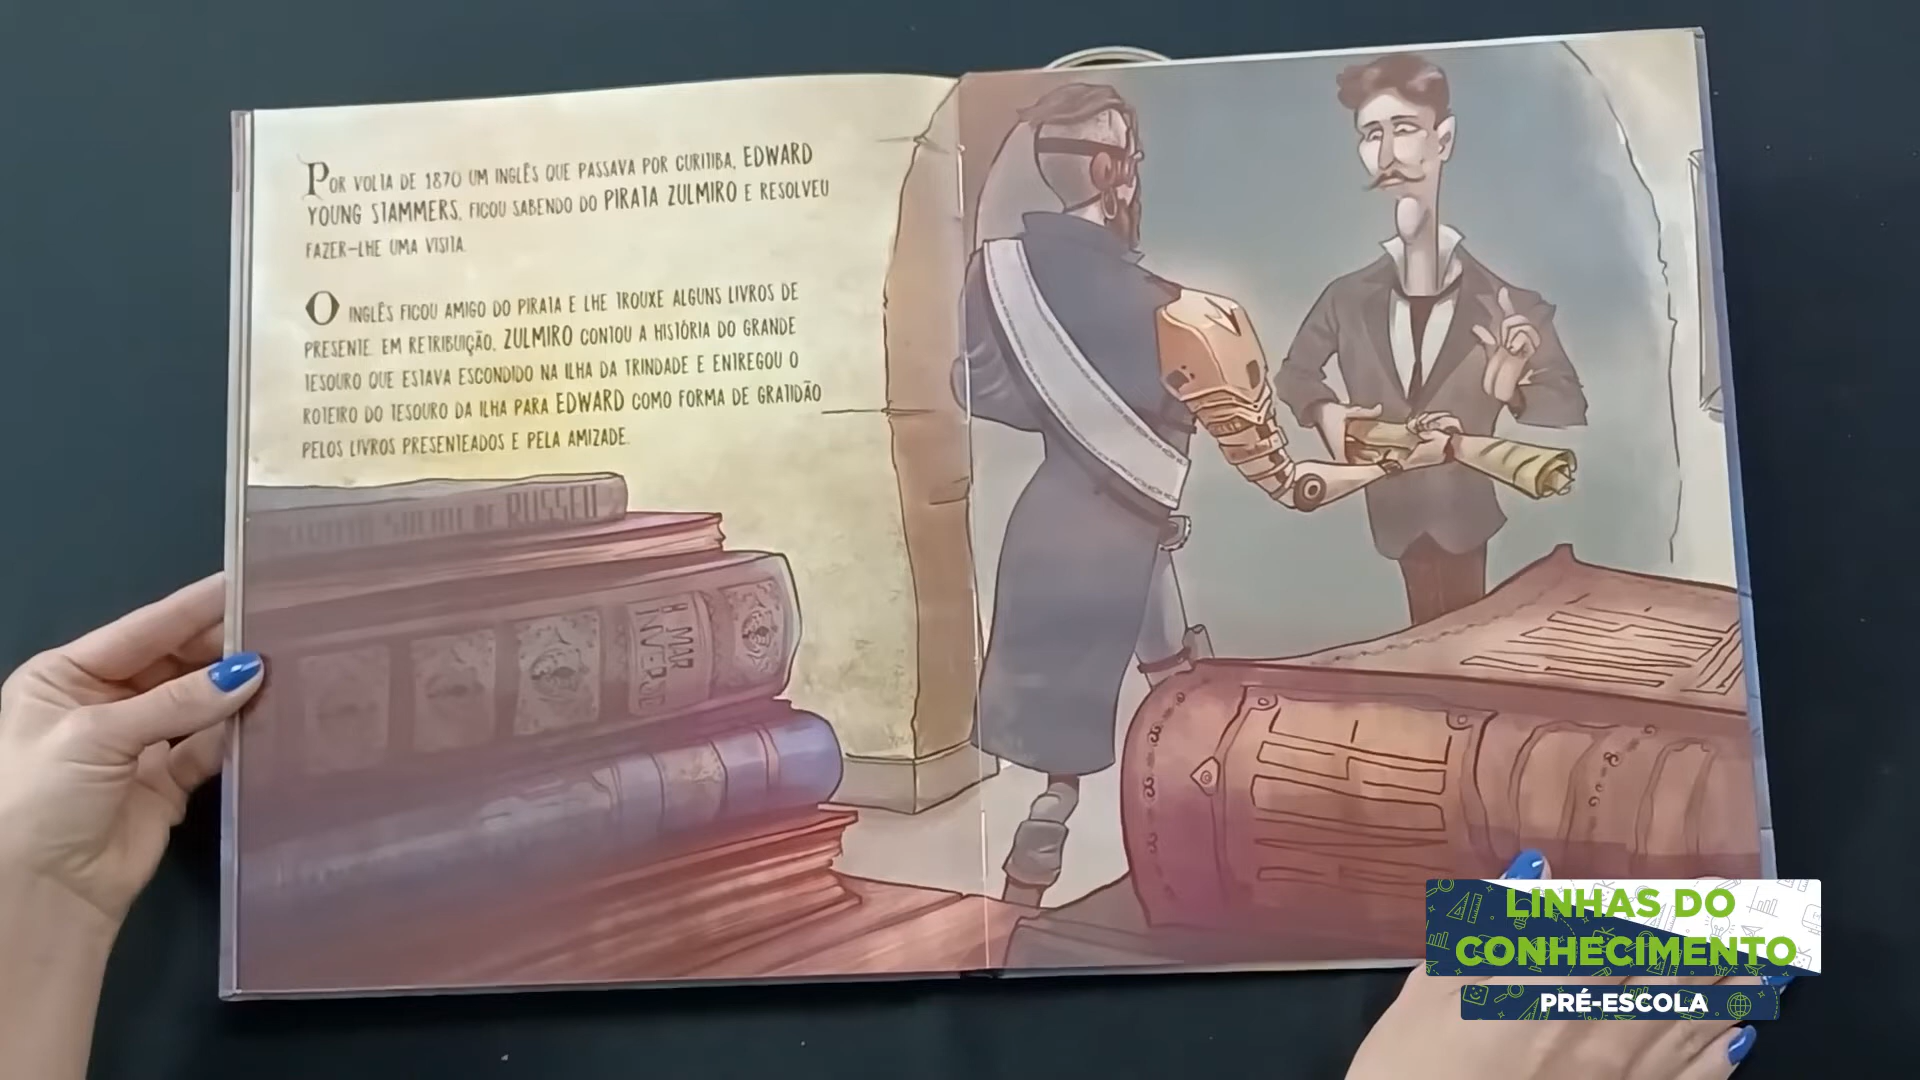 POR VOLTA DE 1870 UM INGLÊS QUE PASSAVA POR CURITIBA, EDWARD
YOUNG STAMMERS, FICOU SABENDO DO PIRATA ZULMIRO E RESOLVEU
FAZER-LHE UMA VISITA.
O INGLÊS FICOU AMIGO DO PIRATA E LHE TROUXE ALGUNS LIVROS DE
PRESENTE. EM RETRIBUIÇÃO, ZULMIRO CONTOU A HISTÓRIA DO GRANDE
TESOURO QUE ESTAVA ESCONDIDO NA ILHA DA TRINDADE E ENTREGOU O
ROTEIRO DO TESOURO DA ILHA PARA EDWARD COMO FORMA DE GRATIDÃO
PELOS LIVROS PRESENTEADOS E PELA AMIZADE.
DE RUSSELL
MAR
LINHAS DO
CONHECIMENTO
PRÉ-ESCOLA